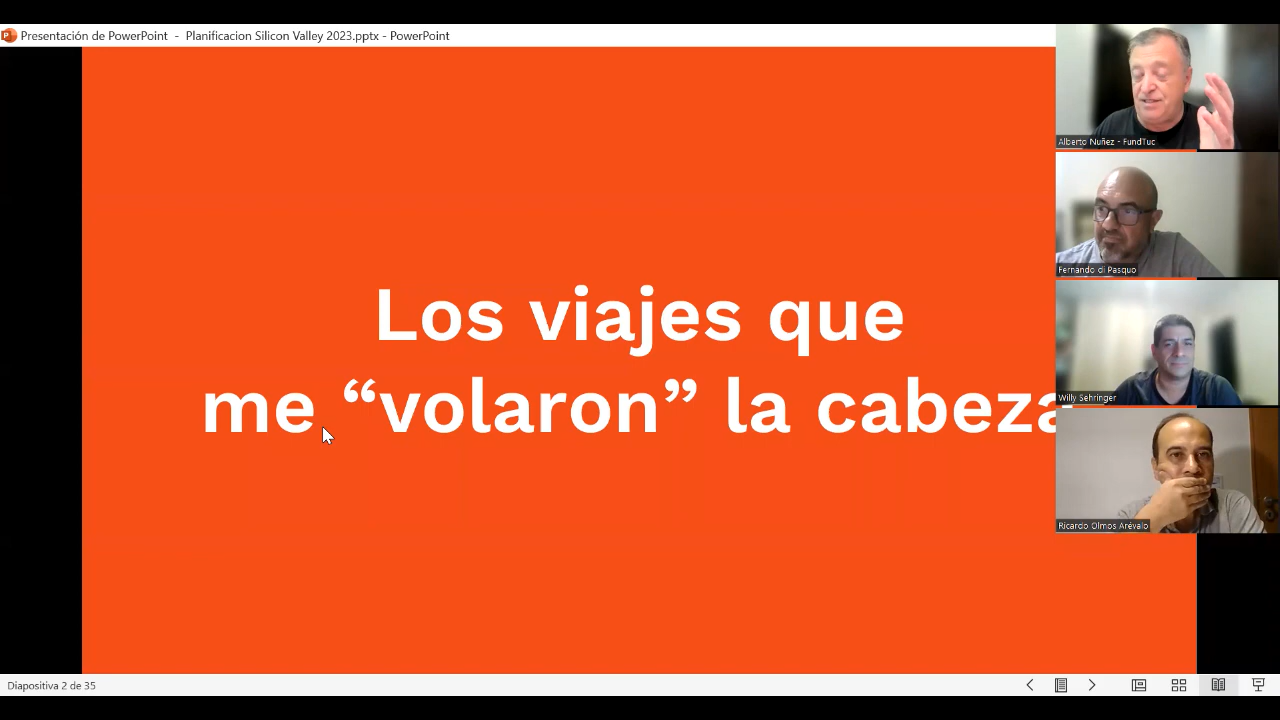 Presentación de PowerPoint - Planificacion Silicon Valley 2023.pptx - PowerPoint
Los viajes que
me “volaron” la cabeza
Alberto Nuñez - FundTuc
Fernando di Pasquo
Willy Sehringer
Ricardo Olmos Arévalo
Diapositiva 2 de 35